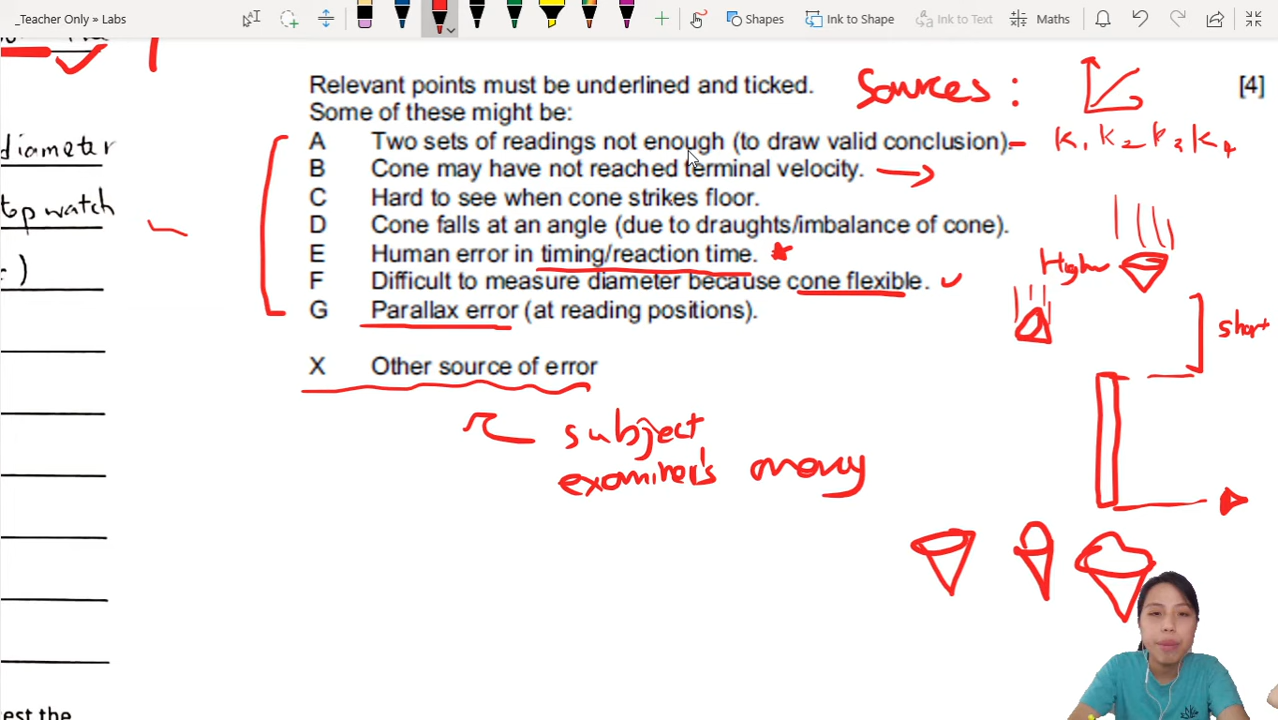 _Teacher Only » Labs
Shapes
Ink to Shape
Ink to Text
Maths
Relevant points must be underlined and ticked.
Sources :
[4]
Some of these might be:
diameter
A Two sets of readings not enough (to draw valid conclusion).
K1 K2 K3 K4
B Cone may have not reached terminal velocity.
C Hard to see when cone strikes floor.
top watch
D Cone falls at an angle (due to draughts/imbalance of cone).
E Human error in timing/reaction time.
Higher
F Difficult to measure diameter because cone flexible.
G Parallax error (at reading positions).
short
X Other source of error
subject
examiner's mercy
est the